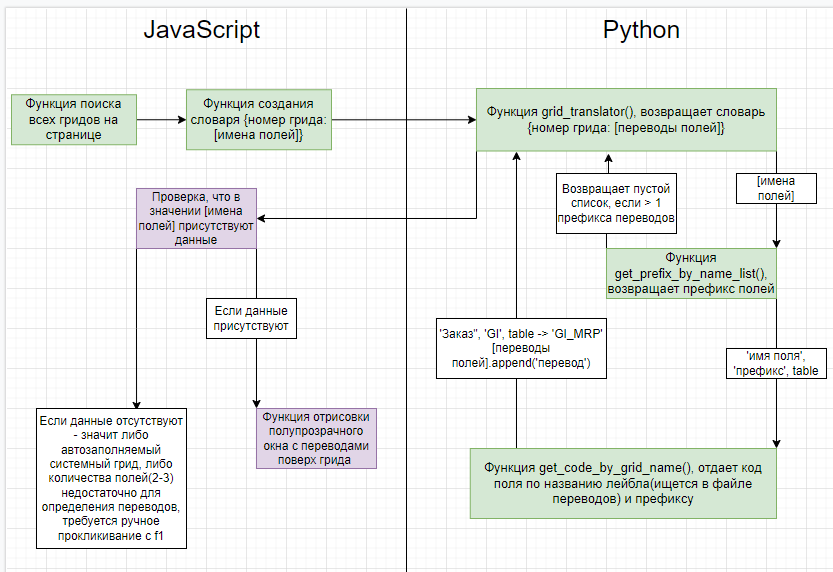 JavaScript
Python
Функция поиска
всех гридов на
странице
Функция создания
словаря {номер грида:
[имена полей]}
Функция grid_translator(), возвращает словарь
{номер грида: [переводы полей]}
Проверка, что в
значении [имена
полей] присутствуют
данные
Возвращает пустой
список, если > 1
префикса переводов
[имена
полей]
Функция
get_prefix_by_name_list(),
возвращает префикс полей
Если данные
присутствуют
'Заказ", 'GI', table -> 'GI_MRP'
[переводы
полей].append('перевод')
'имя поля',
'префикс', table
Если данные отсутствуют
- значит либо
автозаполняемый
системный грид, либо
количества полей(2-3)
недостаточно для
определения переводов,
требуется ручное
прокликивание с f1
Функция отрисовки
полупрозрачного
окна с переводами
поверх грида
Функция get_code_by_grid_name(), отдает код
поля по названию лейбла(ищется в файле
переводов) и префиксу